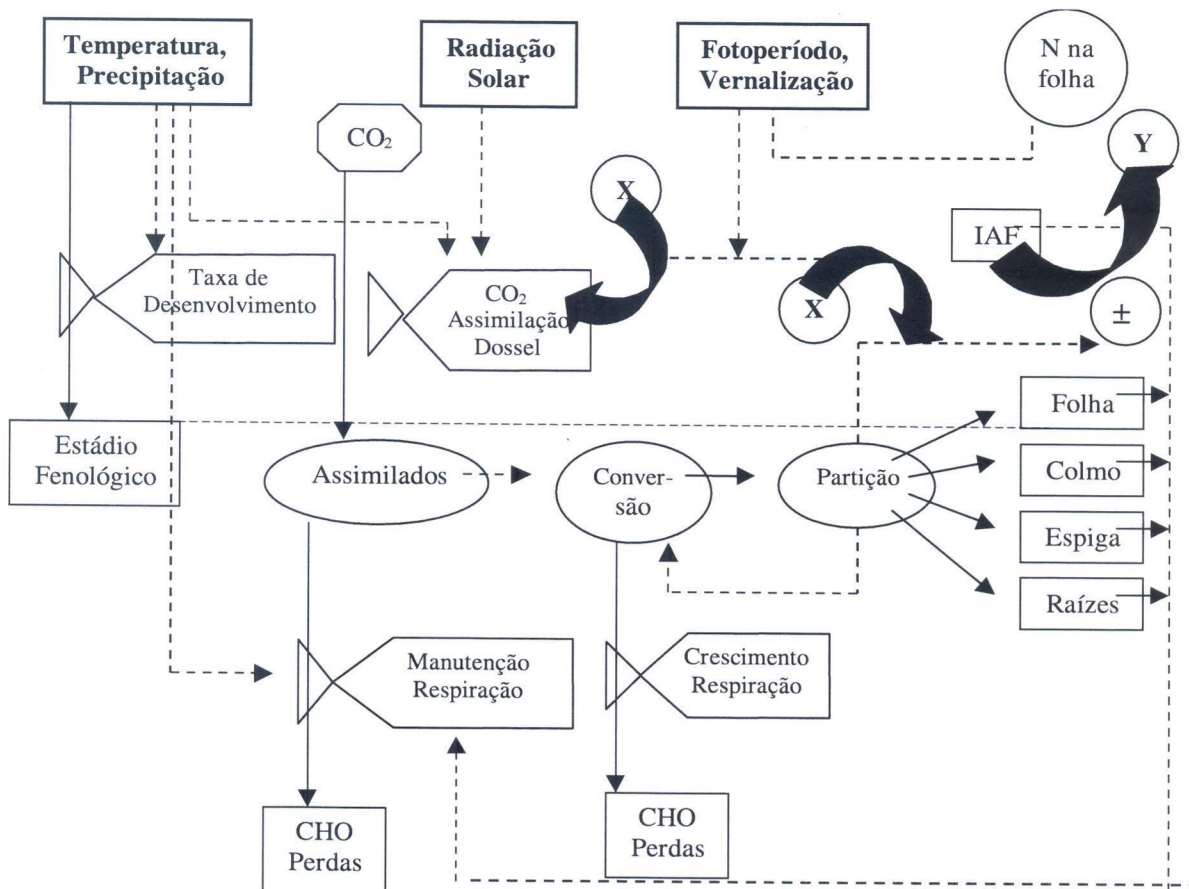 Temperatura,
Precipitação
Radiação
Solar
Fotoperíodo,
Vernalização
N na
folha
CO₂
X
Y
IAF
Taxa de
Desenvolvimento
CO₂
Assimilação
Dossel
X
±
Estádio
Fenológico
Assimilados
Conver-
são
Partição
Folha
Colmo
Espiga
Raízes
Manutenção
Respiração
Crescimento
Respiração
CHO
Perdas
CHO
Perdas